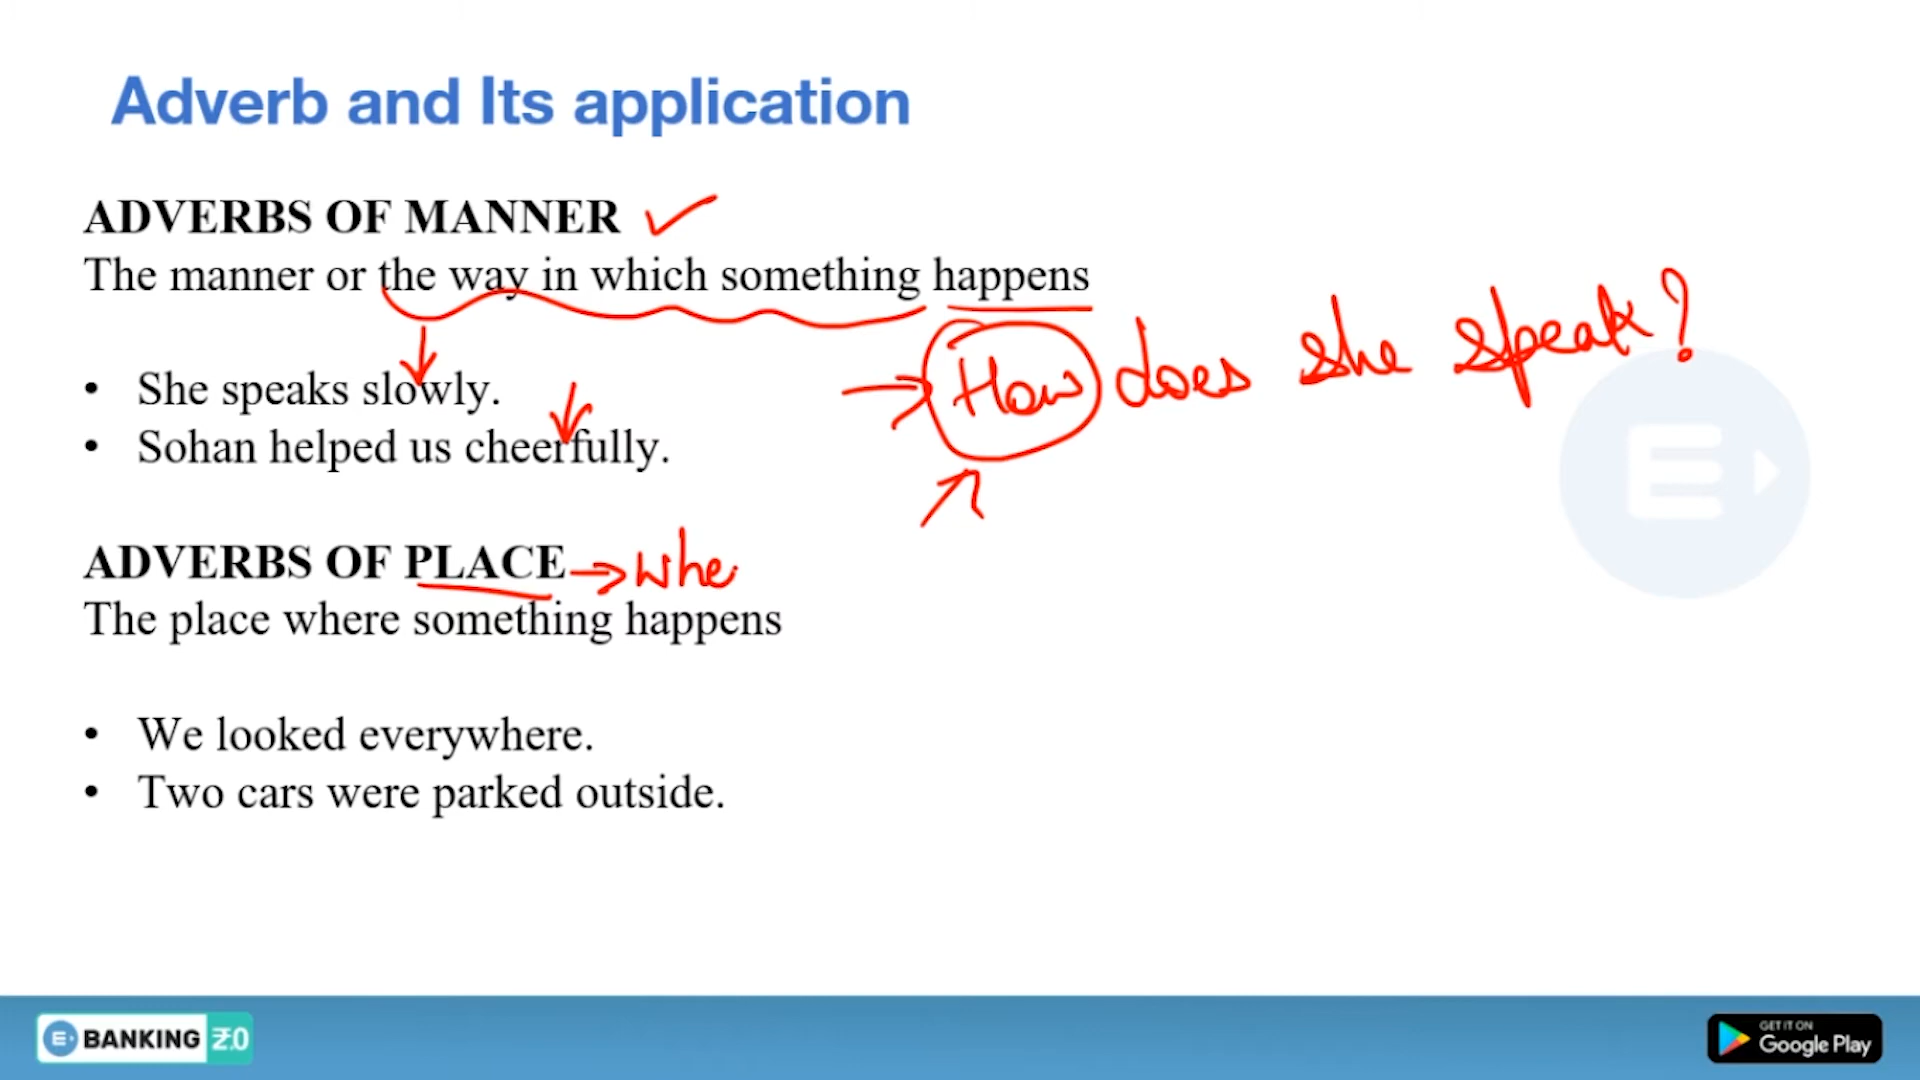 Adverb and Its application
ADVERBS OF MANNER
The manner or the way in which something happens
How does she speak?
• She speaks slowly.
• Sohan helped us cheerfully.
ADVERBS OF PLACE → whe
The place where something happens
• We looked everywhere.
• Two cars were parked outside.
E BANKING 2.0
GET IT ON
Google Play